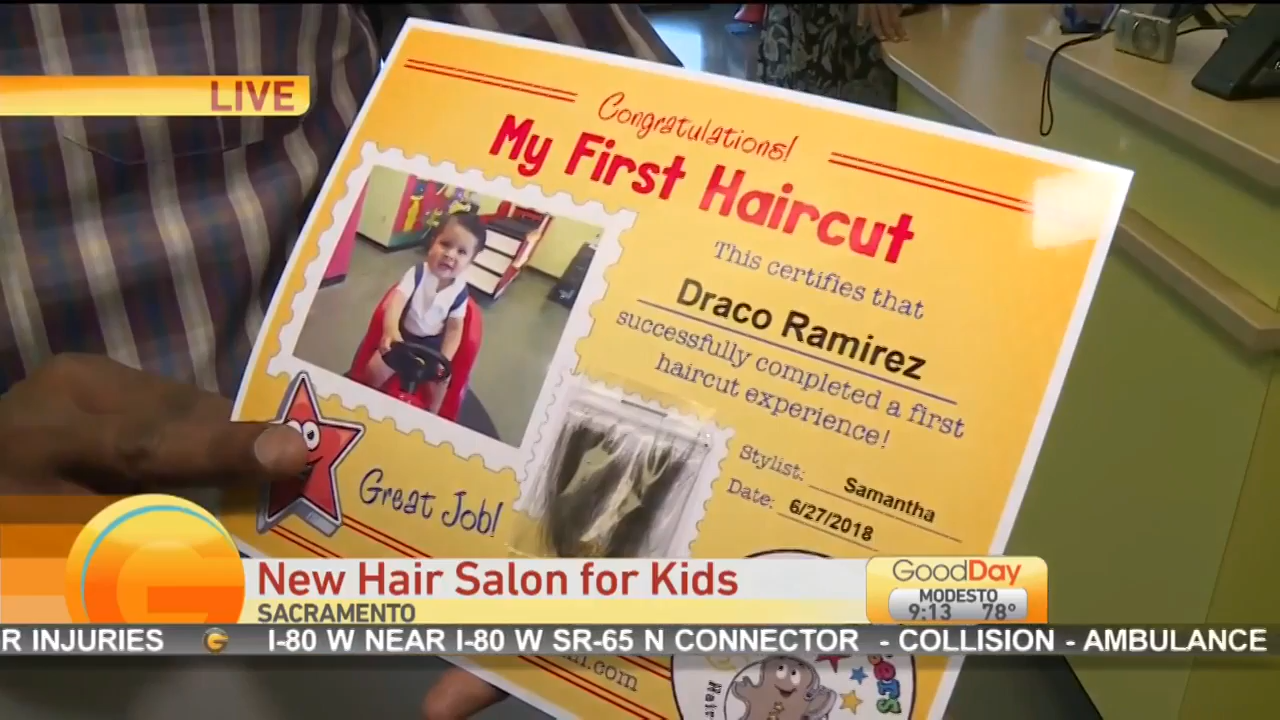 LIVE
Congratulations!
My First Haircut
This certifies that
Draco Ramirez
successfully completed a first
haircut experience!
Stylist: Samantha
Date: 6/27/2018
Great Job!
New Hair Salon for Kids
SACRAMENTO
GoodDay
MODESTO
9:13 78°
R INJURIES I-80 W NEAR I-80 W SR-65 N CONNECTOR - COLLISION - AMBULANCE
.com